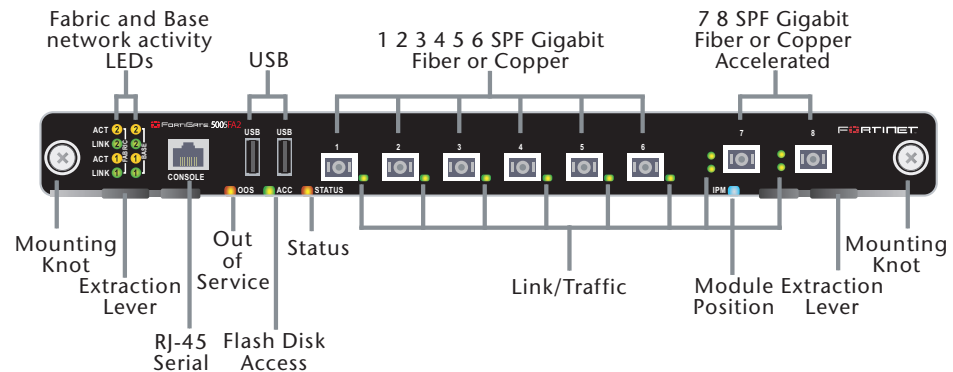 Fabric and Base
network activity
LEDs
USB
1 2 3 4 5 6 SPF Gigabit
Fiber or Copper
7 8 SPF Gigabit
Fiber or Copper
Accelerated
ACT 2 2
LINK 2 2
ACT 1 1
LINK 1 1
FABRIC
BASE
FORTIGATE 5005FA2
CONSOLE
USB
USB
1
2
3
4
5
6
7
8
FORTINET
OOS
ACC
STATUS
IPM
Mounting
Knot
Extraction
Lever
RJ-45
Serial
Out
of
Service
Flash Disk
Access
Status
Link/Traffic
Module
Position
Extraction
Lever
Mounting
Knot